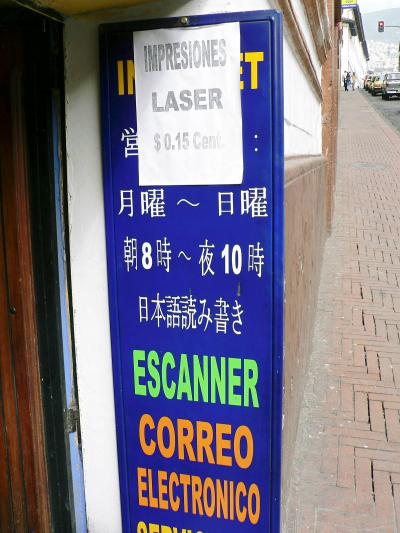 IMPRESIONES
LASER
$ 0.15 Cent.
営 :
月曜 〜 日曜
朝8時〜夜10時
日本語読み書き
ESCANNER
CORREO
ELECTRONICO